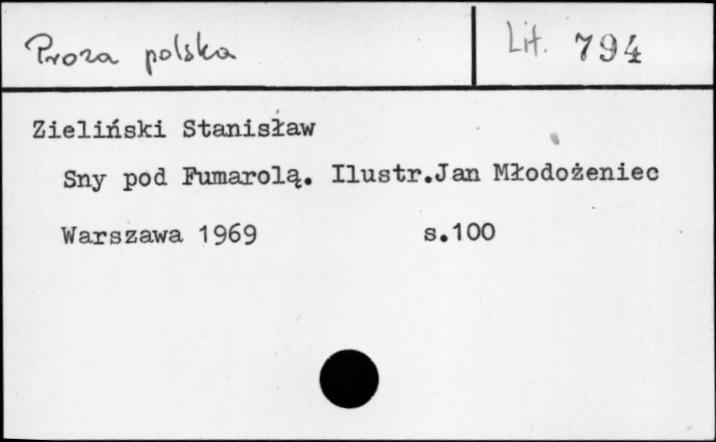 Proza polska
Lit. 794
Zieliński Stanisław
Sny pod Fumarolą. Ilustr.Jan Młodożeniec
Warszawa 1969 s.100